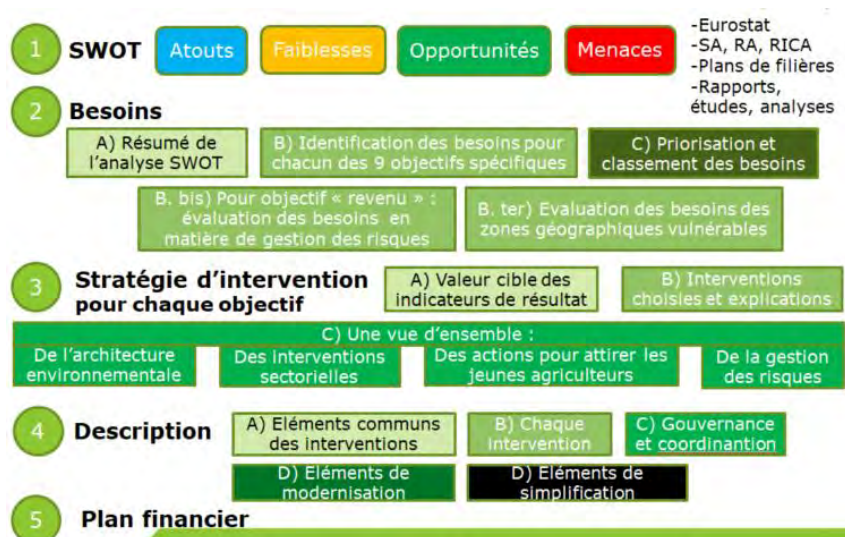 1
SWOT
Atouts
Faiblesses
Opportunités
Menaces
-Eurostat
-SA, RA, RICA
-Plans de filières
-Rapports,
études, analyses
2
Besoins
A) Résumé de
l'analyse SWOT
B) Identification des besoins pour
chacun des 9 objectifs spécifiques
C) Priorisation et
classement des besoins
B. bis) Pour objectif « revenu » :
évaluation des besoins en
matière de gestion des risques
B. ter) Evaluation des besoins des
zones géographiques vulnérables
3
Stratégie d'intervention
pour chaque objectif
A) Valeur cible des
indicateurs de résultat
B) Interventions
choisies et explications
C) Une vue d'ensemble :
De l'architecture
environnementale
Des interventions
sectorielles
Des actions pour attirer les
jeunes agriculteurs
De la gestion
des risques
4
Description
A) Eléments communs
des interventions
B) Chaque
intervention
C) Gouvernance
et coordinantion
D) Eléments de
modernisation
D) Eléments de
simplification
5
Plan financier